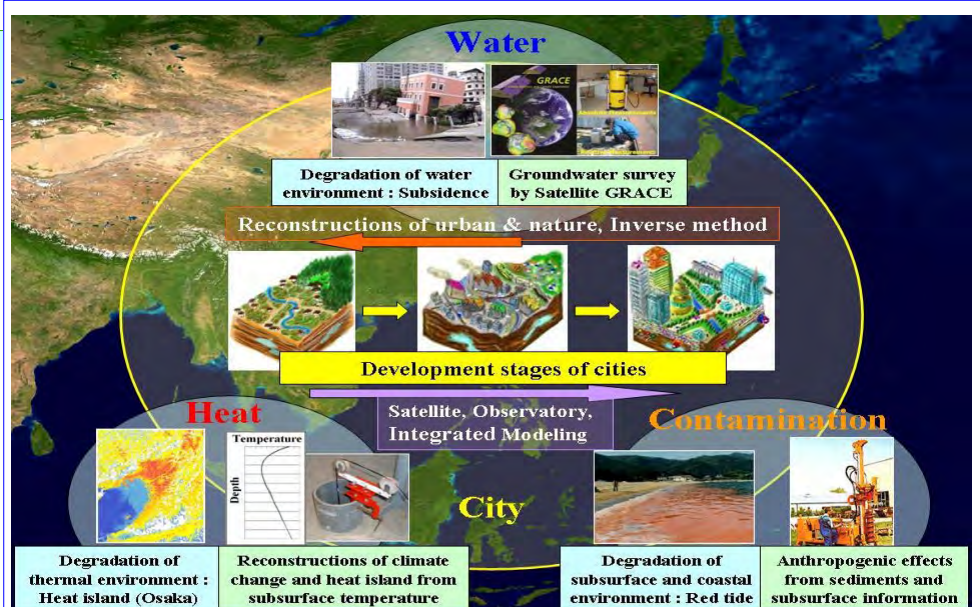 Water
GRACE
Degradation of water
environment : Subsidence
Groundwater survey
by Satellite GRACE
Reconstructions of urban & nature, Inverse method
Development stages of cities
Satellite, Observatory,
Integrated Modeling
Heat
Temperature
Depth
City
Contamination
Degradation of
thermal environment :
Heat island (Osaka)
Reconstructions of climate
change and heat island from
subsurface temperature
Degradation of
subsurface and coastal
environment : Red tide
Anthropogenic effects
from sediments and
subsurface information